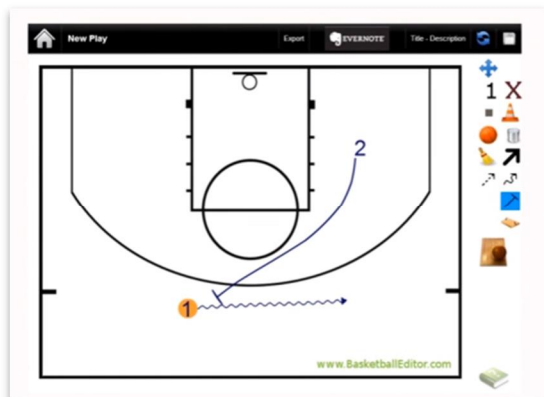 New Play Export EVERNOTE Title - Description
1 X
2
1
www.BasketballEditor.com